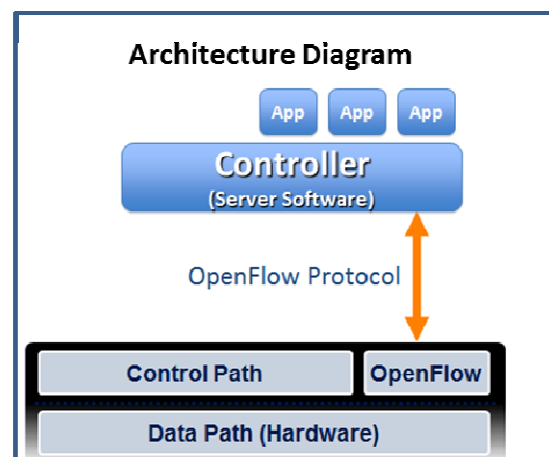 Architecture Diagram
App App App
Controller
(Server Software)
OpenFlow Protocol
Control Path OpenFlow
Data Path (Hardware)